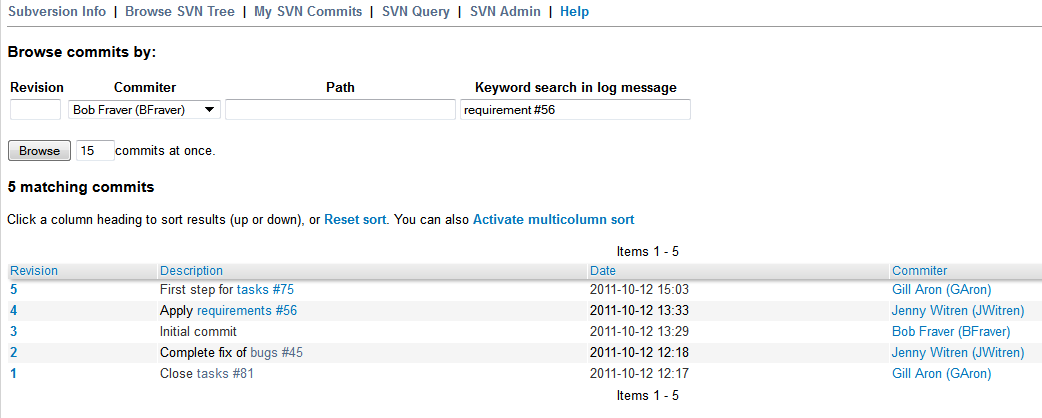 Subversion Info | Browse SVN Tree | My SVN Commits | SVN Query | SVN Admin | Help
Browse commits by:
Revision Commiter Path Keyword search in log message
Bob Fraver (BFraver) requirement #56
Browse 15 commits at once.
5 matching commits
Click a column heading to sort results (up or down), or Reset sort. You can also Activate multicolumn sort
Items 1 - 5
Revision Description Date Commiter
5 First step for tasks #75 2011-10-12 15:03 Gill Aron (GAron)
4 Apply requirements #56 2011-10-12 13:33 Jenny Witren (JWitren)
3 Initial commit 2011-10-12 13:29 Bob Fraver (BFraver)
2 Complete fix of bugs #45 2011-10-12 12:18 Jenny Witren (JWitren)
1 Close tasks #81 2011-10-12 12:17 Gill Aron (GAron)
Items 1 - 5